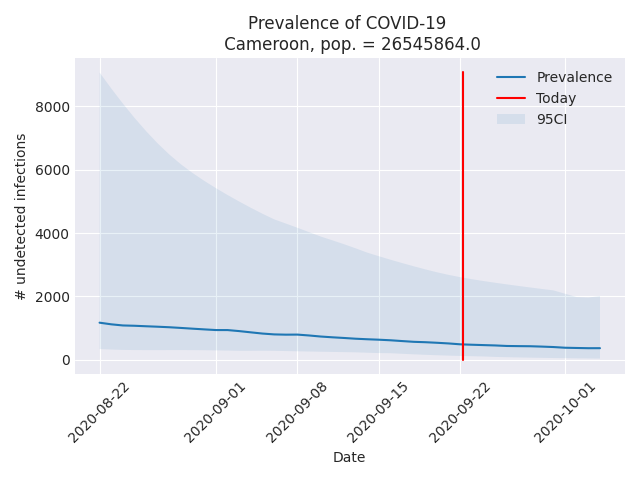 Prevalence of COVID-19
Cameroon, pop. = 26545864.0
Prevalence
Today
95CI
8000
6000
4000
2000
0
# undetected infections
2020-08-22
2020-09-01
2020-09-08
2020-09-15
2020-09-22
2020-10-01
Date